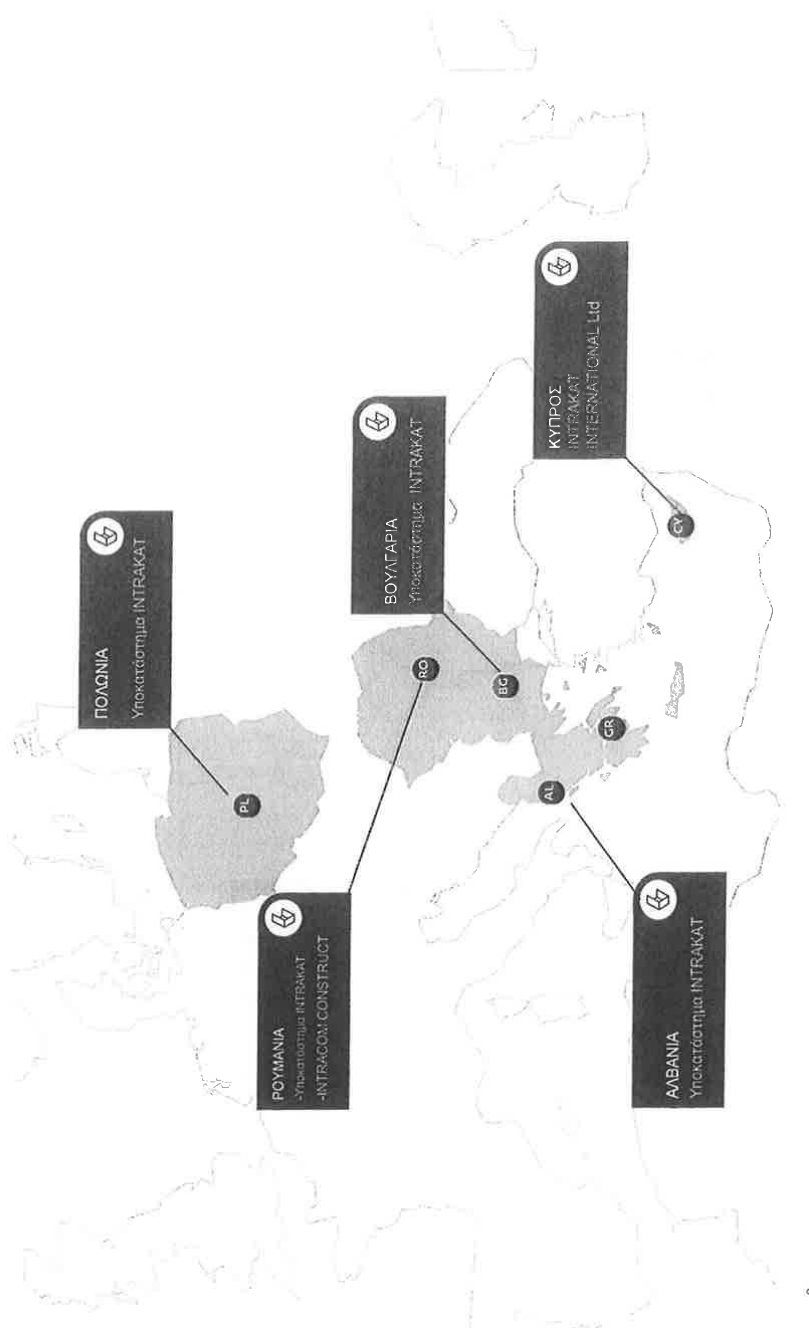 ΠΟΛΩΝΙΑ
Υποκατάστημα INTRAKAT
ΡΟΥΜΑΝΙΑ
-Υποκατάστημα INTRAKAT
-INTRACOM CONSTRUCT
ΒΟΥΛΓΑΡΙΑ
Υποκατάστημα INTRAKAT
ΚΥΠΡΟΣ
INTRAKAT
INTERNATIONAL Ltd
ΑΛΒΑΝΙΑ
Υποκατάστημα INTRAKAT
PL
RO
BG
AL
GR
CY